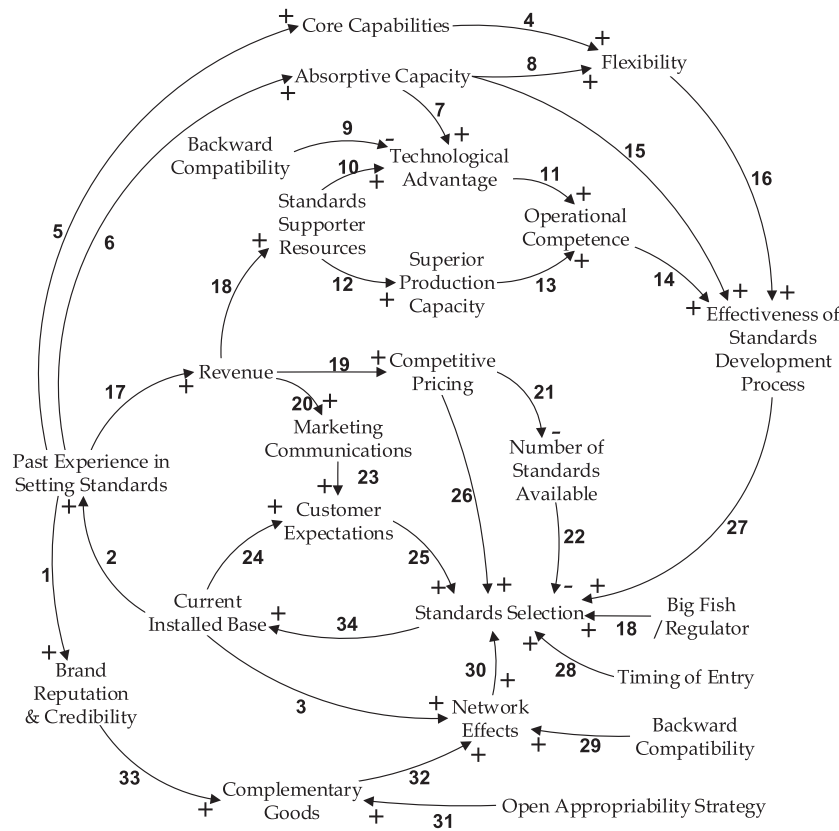 +
Core Capabilities
4
+
Flexibility
Absorptive Capacity
8
+
+
7
9
-
+
Backward
Compatibility
Technological
Advantage
10
+
11
15
16
5
6
Standards
Supporter
Resources
+
Operational
Competence
+
+
18
12
+
Superior
Production
Capacity
13
14
+
+
+
Effectiveness of
Standards
Development
Process
17
+
Revenue
19
+
Competitive
Pricing
20
+
21
-
Marketing
Communications
Number of
Standards
Available
Past Experience in
Setting Standards
+
23
+
26
22
27
+
Customer
Expectations
24
25
2
1
Current
Installed Base
+
34
+
+
-
+
Standards Selection
+
18
Big Fish
/Regulator
+
28
Timing of Entry
+
Brand
Reputation
& Credibility
3
30
+
+
Network
Effects
+
29
Backward
Compatibility
+
33
+
Complementary
Goods
32
+
31
Open Appropriability Strategy